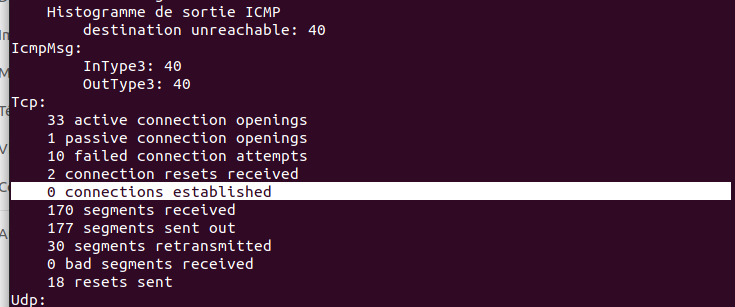 Histogramme de sortie ICMP
destination unreachable: 40
IcmpMsg:
InType3: 40
OutType3: 40
Tcp:
33 active connection openings
1 passive connection openings
10 failed connection attempts
2 connection resets received
0 connections established
170 segments received
177 segments sent out
30 segments retransmitted
0 bad segments received
18 resets sent
Udp: